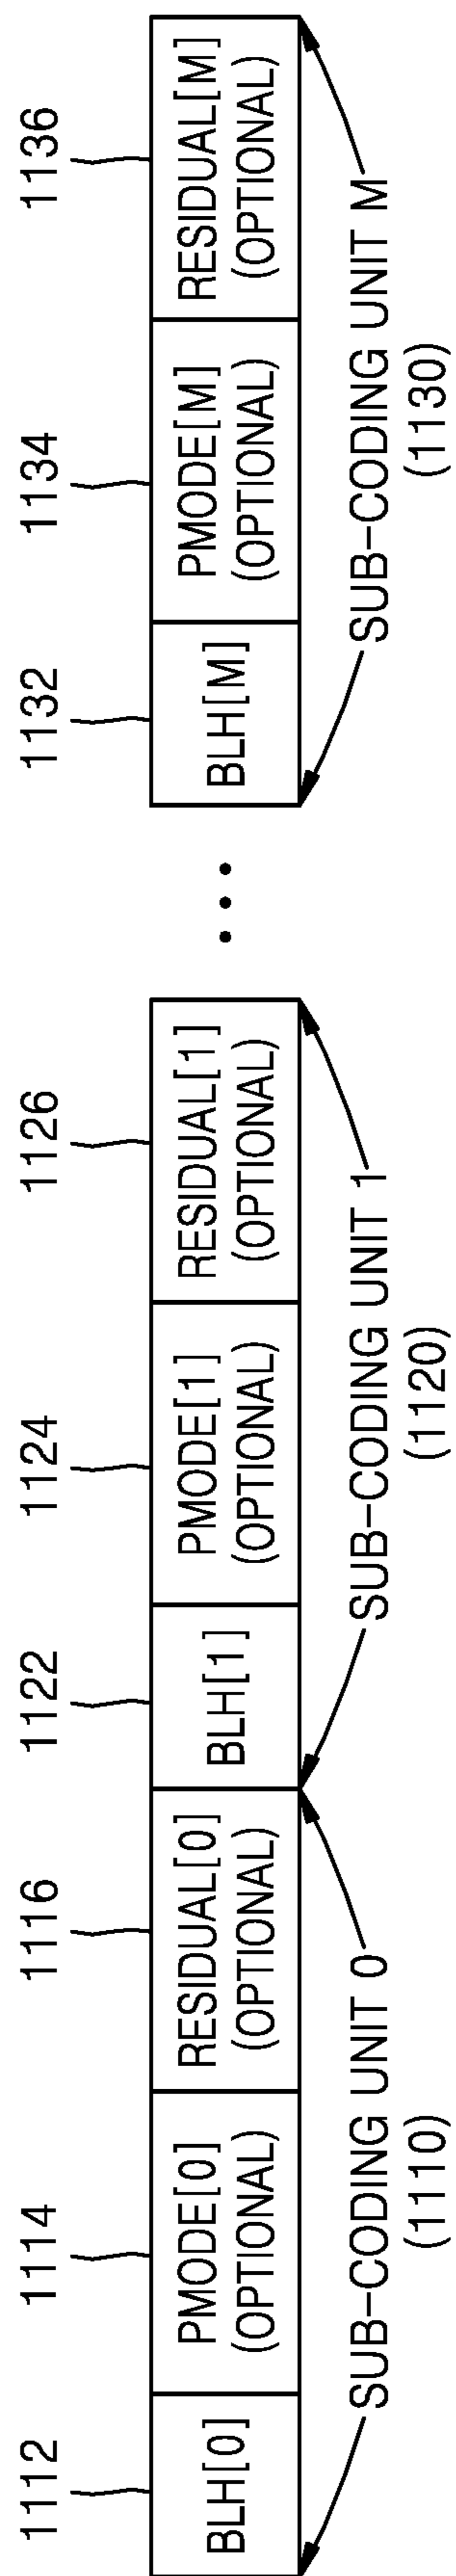 1112
1114
1116
1122
1124
1126
1132
1134
1136
BLH[0]
PMODE[0]
(OPTIONAL)
RESIDUAL[0]
(OPTIONAL)
BLH[1]
PMODE[1]
(OPTIONAL)
RESIDUAL[1]
(OPTIONAL)
...
BLH[M]
PMODE[M]
(OPTIONAL)
RESIDUAL[M]
(OPTIONAL)
SUB-CODING UNIT 0
(1110)
SUB-CODING UNIT 1
(1120)
SUB-CODING UNIT M
(1130)